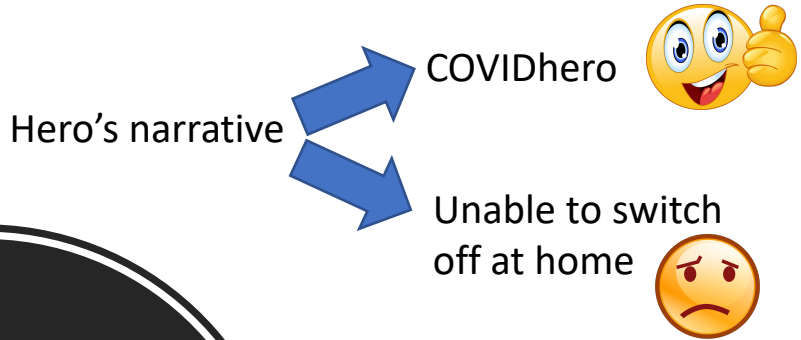 COVIDhero
Hero’s narrative
Unable to switch
off at home